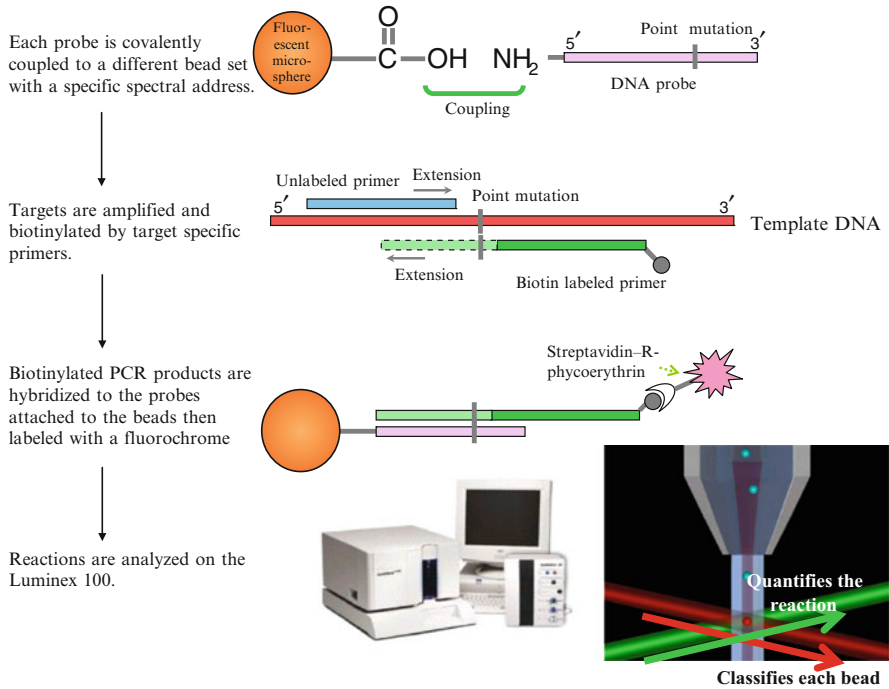 Each probe is covalently
coupled to a different bead set
with a specific spectral address.
Fluor-
escent
micro-
sphere
O
C
OH
NH2
Coupling
5′
Point mutation
3′
DNA probe
Targets are amplified and
biotinylated by target specific
primers.
Unlabeled primer
Extension
5′
Point mutation
3′
Template DNA
Extension
Biotin labeled primer
Biotinylated PCR products are
hybridized to the probes
attached to the beads then
labeled with a fluorochrome
Streptavidin–R-
phycoerythrin
Reactions are analyzed on the
Luminex 100.
Quantifies the
reaction
Classifies each bead